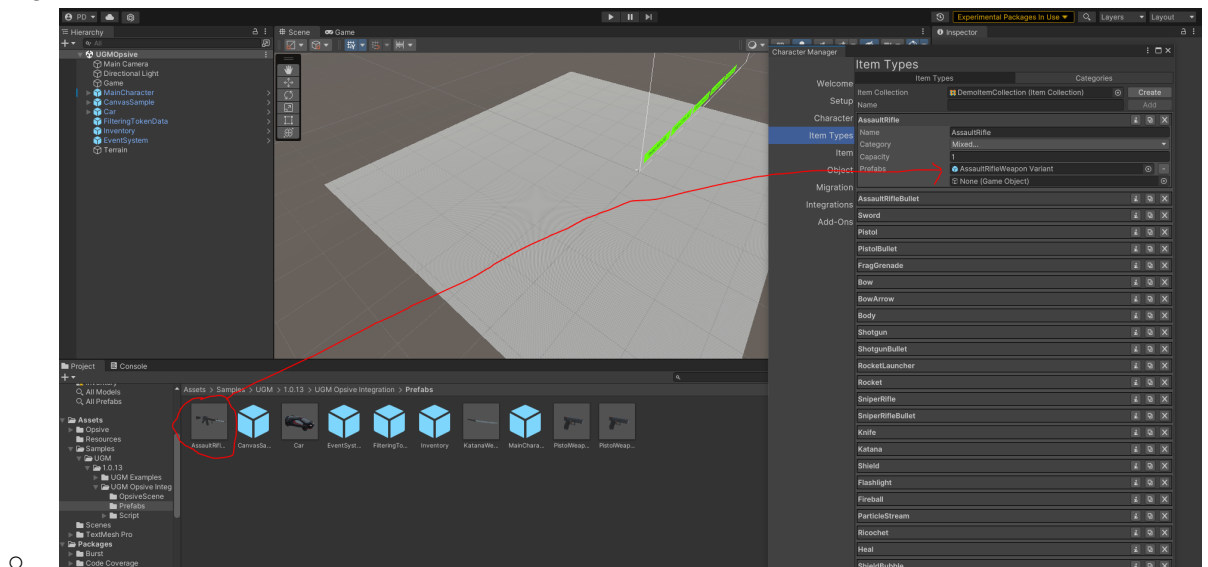 PD
Experimental Packages In Use
Layers
Layout
Hierarchy
Scene
Game
Inspector
All
UGMOpsive
Main Camera
Directional Light
Game
MainCharacter
CanvasSample
Car
FilteringTokenData
Inventory
EventSystem
Terrain
Character Manager
Item Types
Welcome
Setup
Character
Item Types
Item
Object
Migration
Integrations
Add-Ons
Item Types
Categories
Item Collection
DemoItemCollection (Item Collection)
Create
Name
Add
AssaultRifle
Name
AssaultRifle
Category
Mixed...
Capacity
1
Prefabs
AssaultRifleWeapon Variant
None (Game Object)
AssaultRifleBullet
Sword
Pistol
PistolBullet
FragGrenade
Bow
BowArrow
Body
Shotgun
ShotgunBullet
RocketLauncher
Rocket
SniperRifle
SniperRifleBullet
Knife
Katana
Shield
Flashlight
Fireball
ParticleStream
Ricochet
Heal
ShieldBubble
Project
Console
All Models
All Prefabs
Assets
Opsive
Resources
Samples
UGM
1.0.13
UGM Examples
UGM Opsive Integ
OpsiveScene
Prefabs
Script
Scenes
TextMesh Pro
Packages
Burst
Code Coverage
Assets > Samples > UGM > 1.0.13 > UGM Opsive Integration > Prefabs
AssaultRifl...
CanvasSa...
Car
EventSyst...
FilteringTo...
Inventory
KatanaWe...
MainChara...
PistolWeap...
PistolWeap...